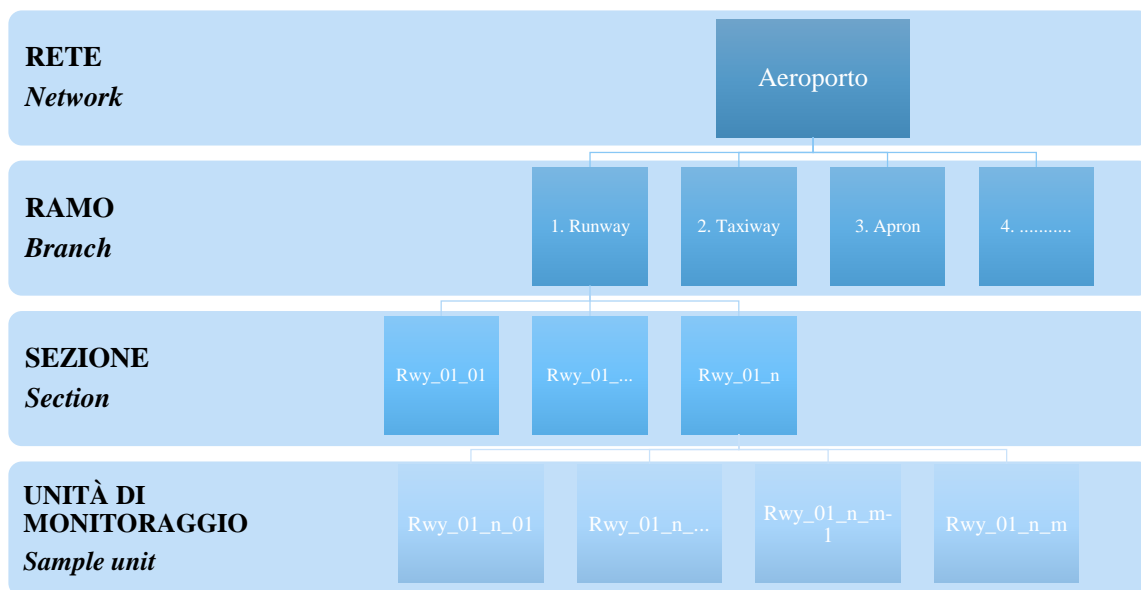 RETE
Network
Aeroporto
RAMO
Branch
1. Runway
2. Taxiway
3. Apron
4. ...........
SEZIONE
Section
Rwy_01_01
Rwy_01_...
Rwy_01_n
UNITÀ DI
MONITORAGGIO
Sample unit
Rwy_01_n_01
Rwy_01_n_...
Rwy_01_n_m-
1
Rwy_01_n_m